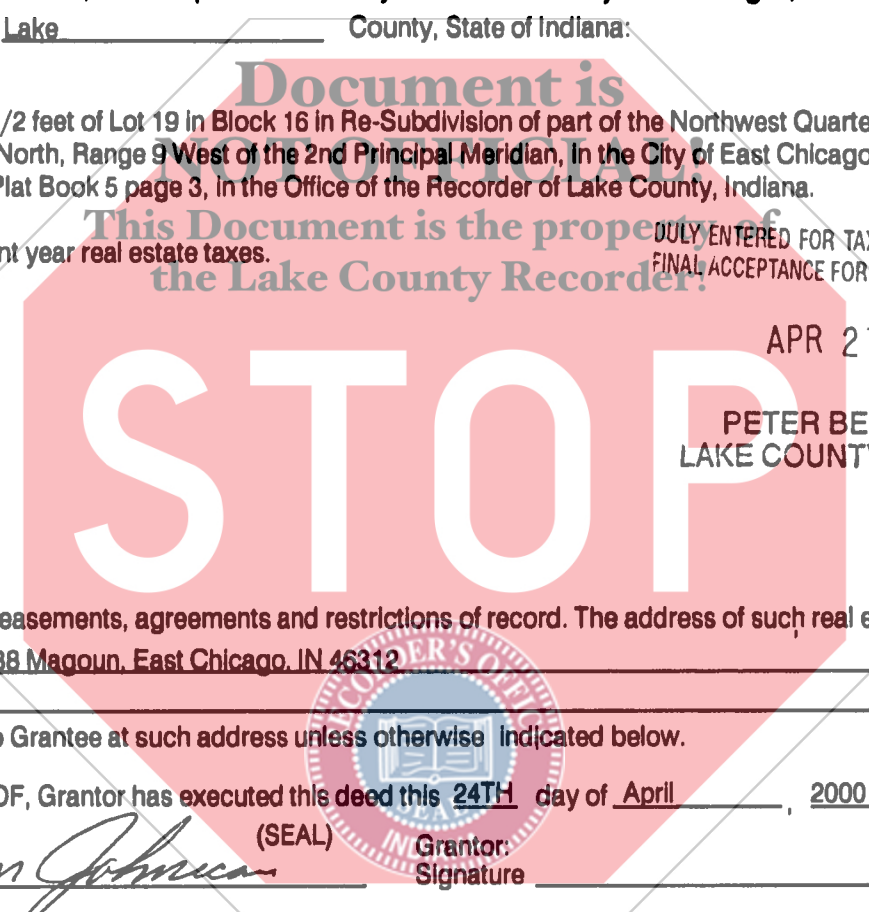 Lake County, State of Indiana:
Document is
/2 feet of Lot 19 in Block 16 in Re-Subdivision of part of the Northwest Quarte
NOT OFFICIAL!
North, Range 9 West of the 2nd Principal Meridian, in the City of East Chicago
Plat Book 5 page 3, in the Office of the Recorder of Lake County, Indiana.
This Document is the property of
DULY ENTERED FOR TAX
nt year real estate taxes.
the Lake County Recorder!
FINAL ACCEPTANCE FOR
APR 2
STOP
PETER BE
LAKE COUNTY
easements, agreements and restrictions of record. The address of such real e
38 Magoun, East Chicago, IN 46312
RECORDER'S OFFICE
o Grantee at such address unless otherwise indicated below.
SEAL
OF, Grantor has executed this deed this 24TH day of April, 2000
(SEAL)
INDIANA
Grantor:
Signature